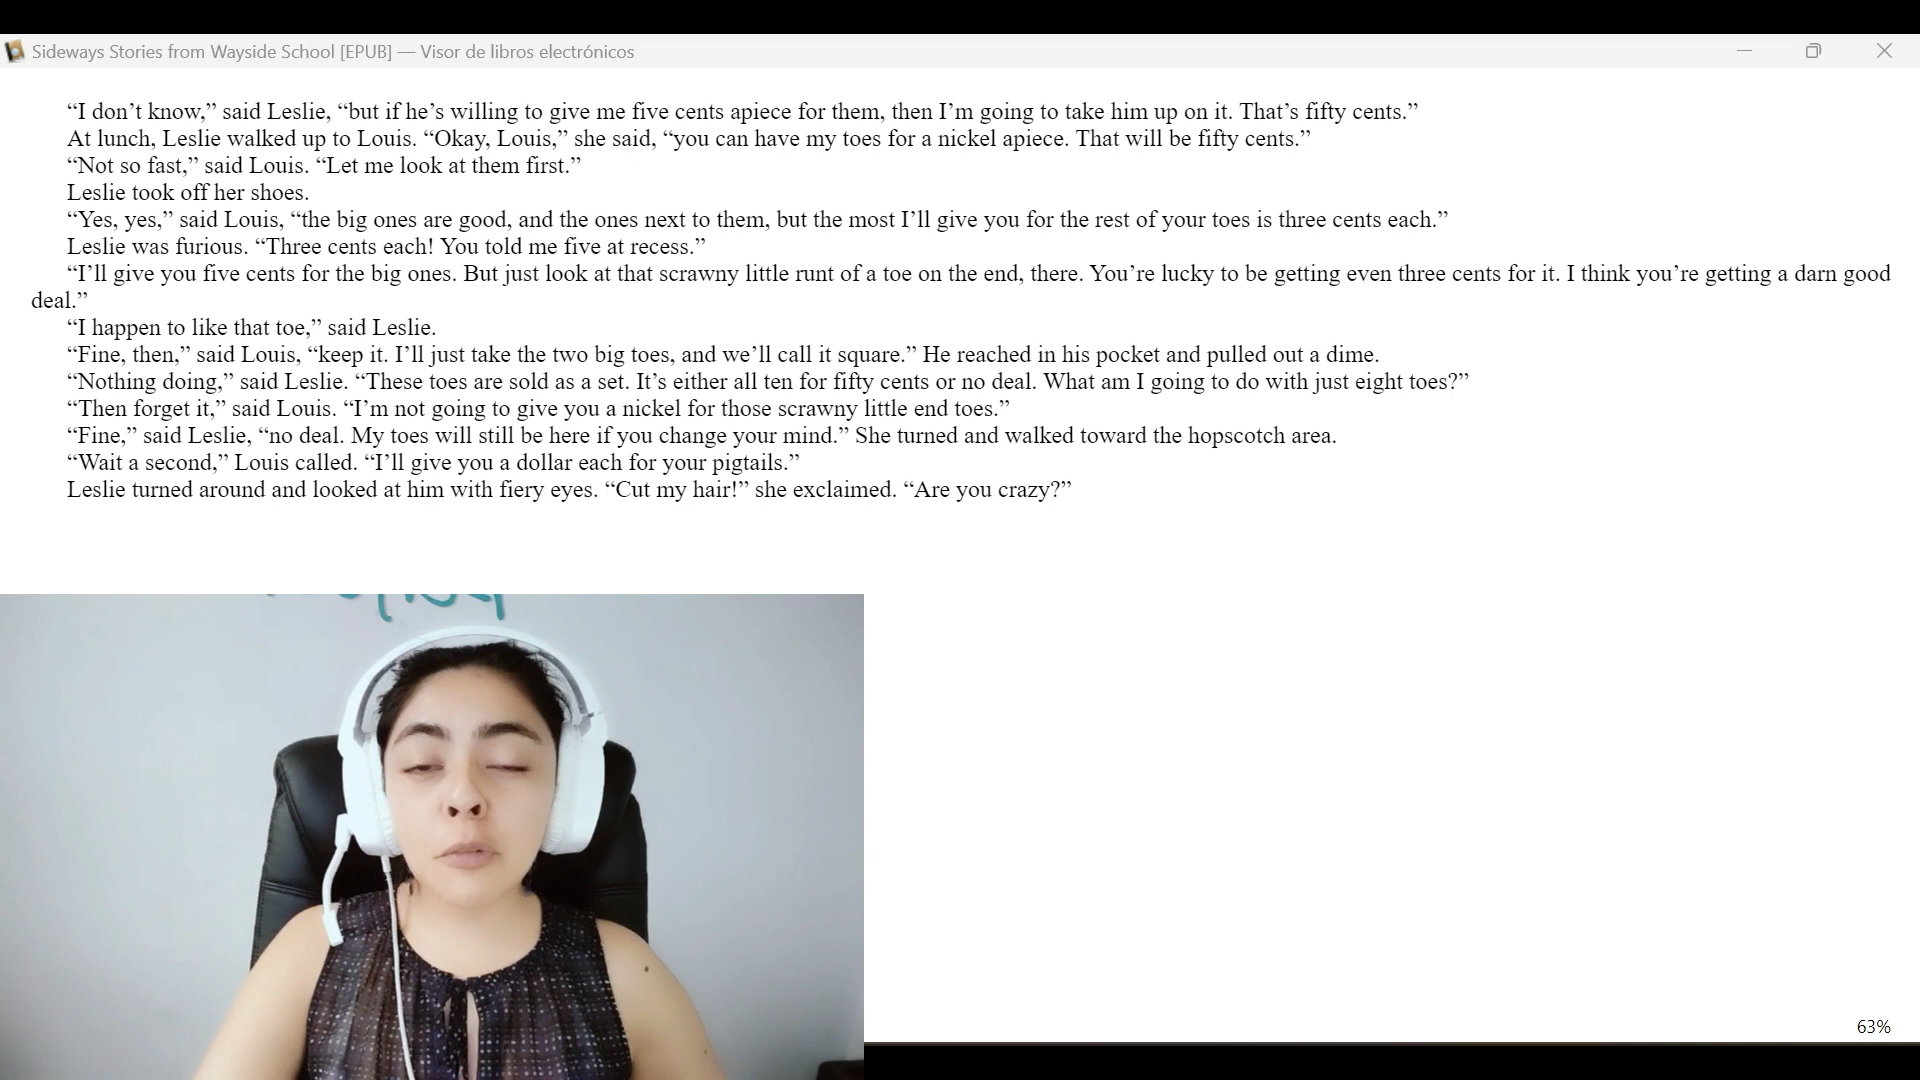 Sideways Stories from Wayside School [EPUB] — Visor de libros electrónicos
“I don’t know,” said Leslie, “but if he’s willing to give me five cents apiece for them, then I’m going to take him up on it. That’s fifty cents.”
At lunch, Leslie walked up to Louis. “Okay, Louis,” she said, “you can have my toes for a nickel apiece. That will be fifty cents.”
“Not so fast,” said Louis. “Let me look at them first.”
Leslie took off her shoes.
“Yes, yes,” said Louis, “the big ones are good, and the ones next to them, but the most I’ll give you for the rest of your toes is three cents each.”
Leslie was furious. “Three cents each! You told me five at recess.”
“I’ll give you five cents for the big ones. But just look at that scrawny little runt of a toe on the end, there. You’re lucky to be getting even three cents for it. I think you’re getting a darn good
deal.”
“I happen to like that toe,” said Leslie.
“Fine, then,” said Louis, “keep it. I’ll just take the two big toes, and we’ll call it square.” He reached in his pocket and pulled out a dime.
“Nothing doing,” said Leslie. “These toes are sold as a set. It’s either all ten for fifty cents or no deal. What am I going to do with just eight toes?”
“Then forget it,” said Louis. “I’m not going to give you a nickel for those scrawny little end toes.”
“Fine,” said Leslie, “no deal. My toes will still be here if you change your mind.” She turned and walked toward the hopscotch area.
“Wait a second,” Louis called. “I’ll give you a dollar each for your pigtails.”
Leslie turned around and looked at him with fiery eyes. “Cut my hair!” she exclaimed. “Are you crazy?”
63%